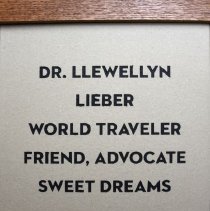 DR. LLEWELLYN
LIEBER
WORLD TRAVELER
FRIEND, ADVOCATE
SWEET DREAMS